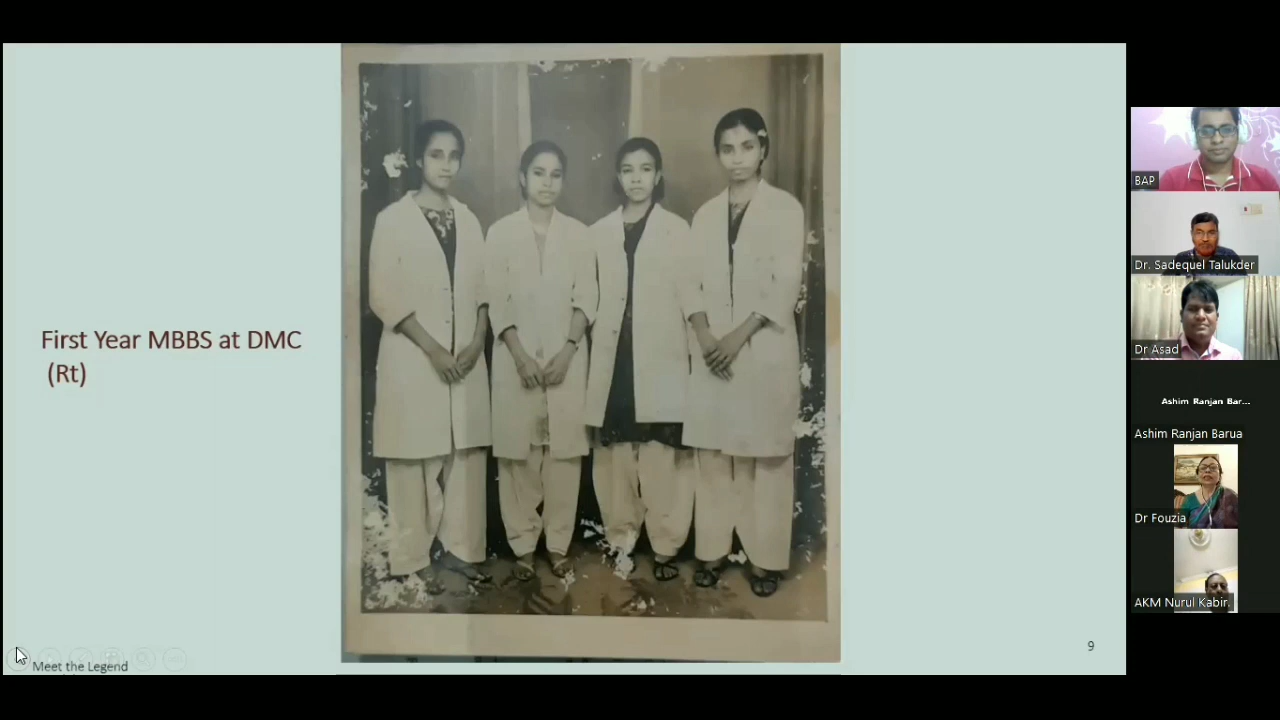 First Year MBBS at DMC
(Rt)
Meet the Legend
9
BAP
Dr. Sadequel Talukder
Dr Asad
Ashim Ranjan Bar...
Ashim Ranjan Barua
Dr Fouzia
AKM Nurul Kabir.